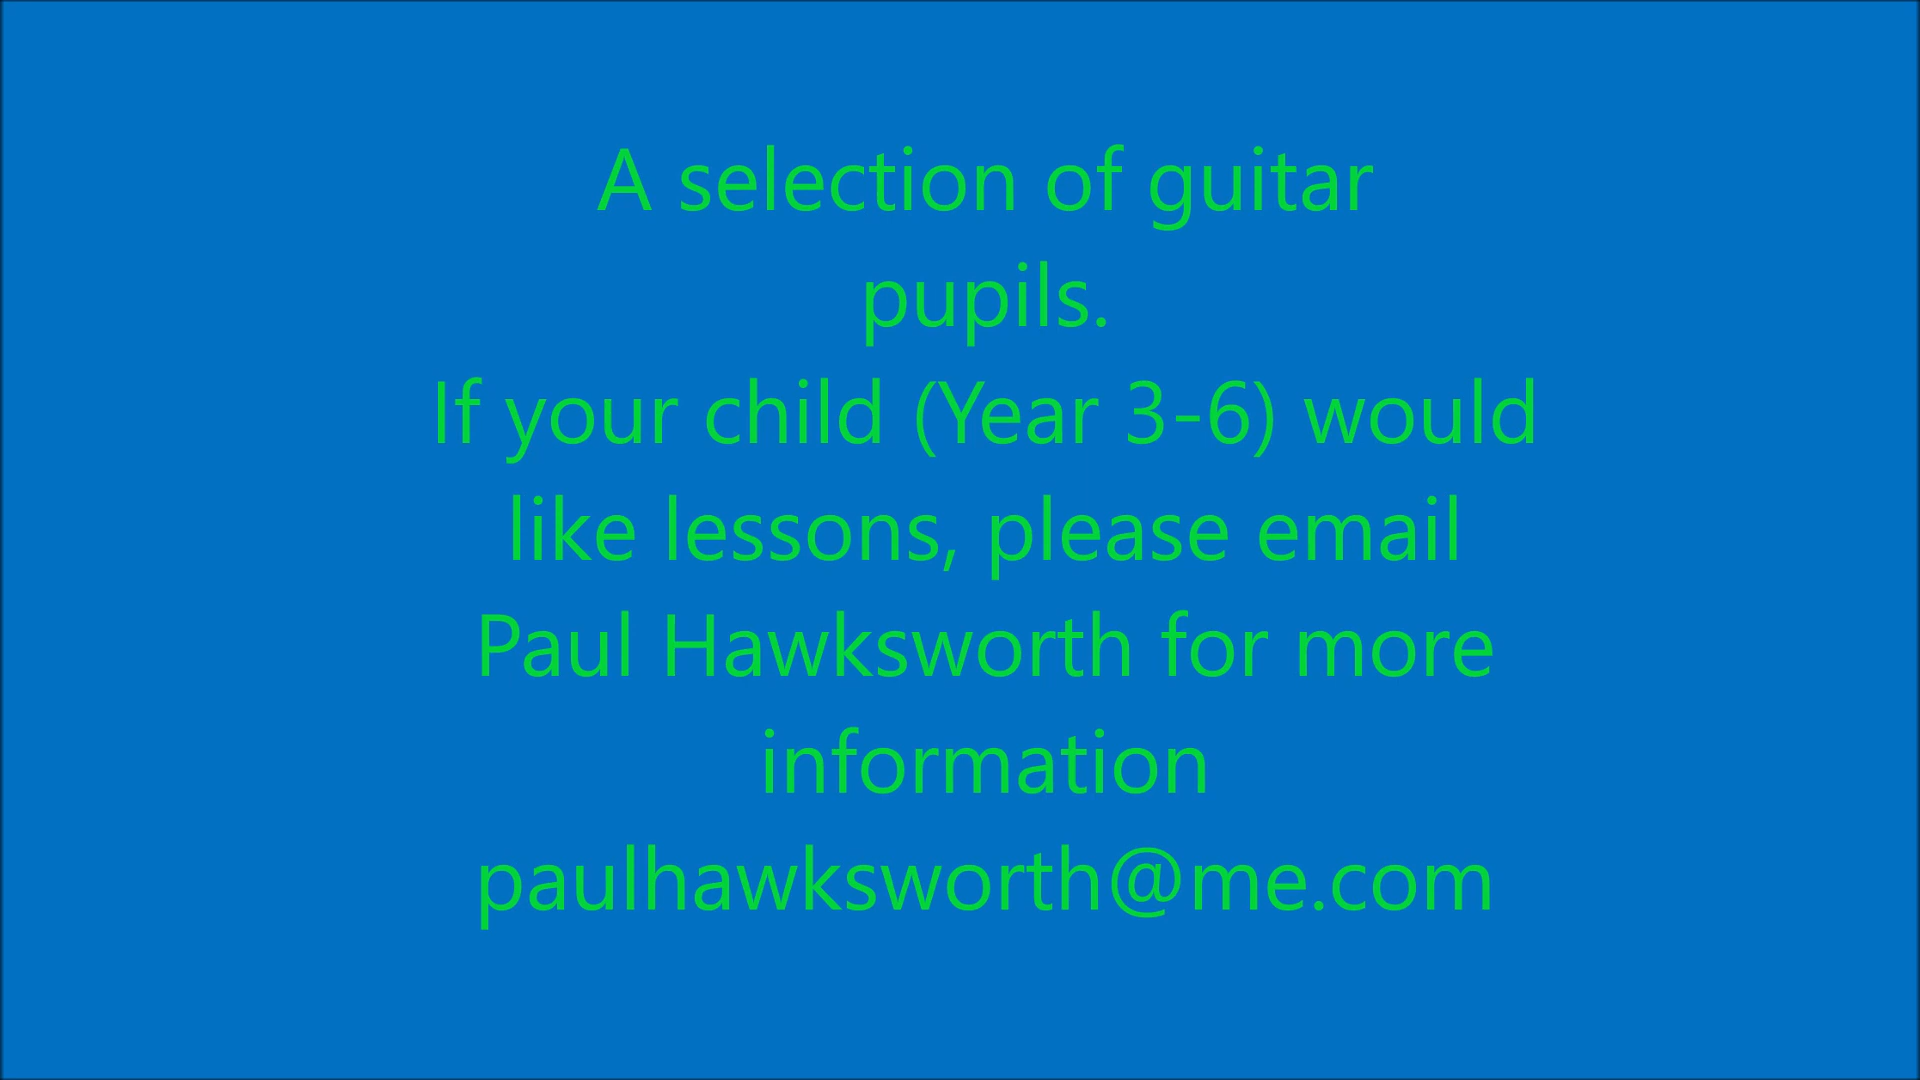 A selection of guitar
pupils.
If your child (Year 3-6) would
like lessons, please email
Paul Hawksworth for more
information
paulhawksworth@me.com